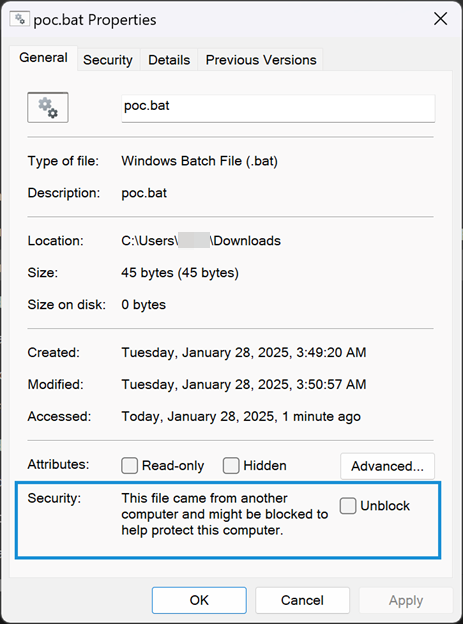 poc.bat Properties
General Security Details Previous Versions
poc.bat
Type of file: Windows Batch File (.bat)
Description: poc.bat
Location: C:\Users\ \Downloads
Size: 45 bytes (45 bytes)
Size on disk: 0 bytes
Created: Tuesday, January 28, 2025, 3:49:20 AM
Modified: Tuesday, January 28, 2025, 3:50:57 AM
Accessed: Today, January 28, 2025, 1 minute ago
Attributes: Read-only Hidden Advanced...
Security: This file came from another
computer and might be blocked to Unblock
help protect this computer.
OK Cancel Apply